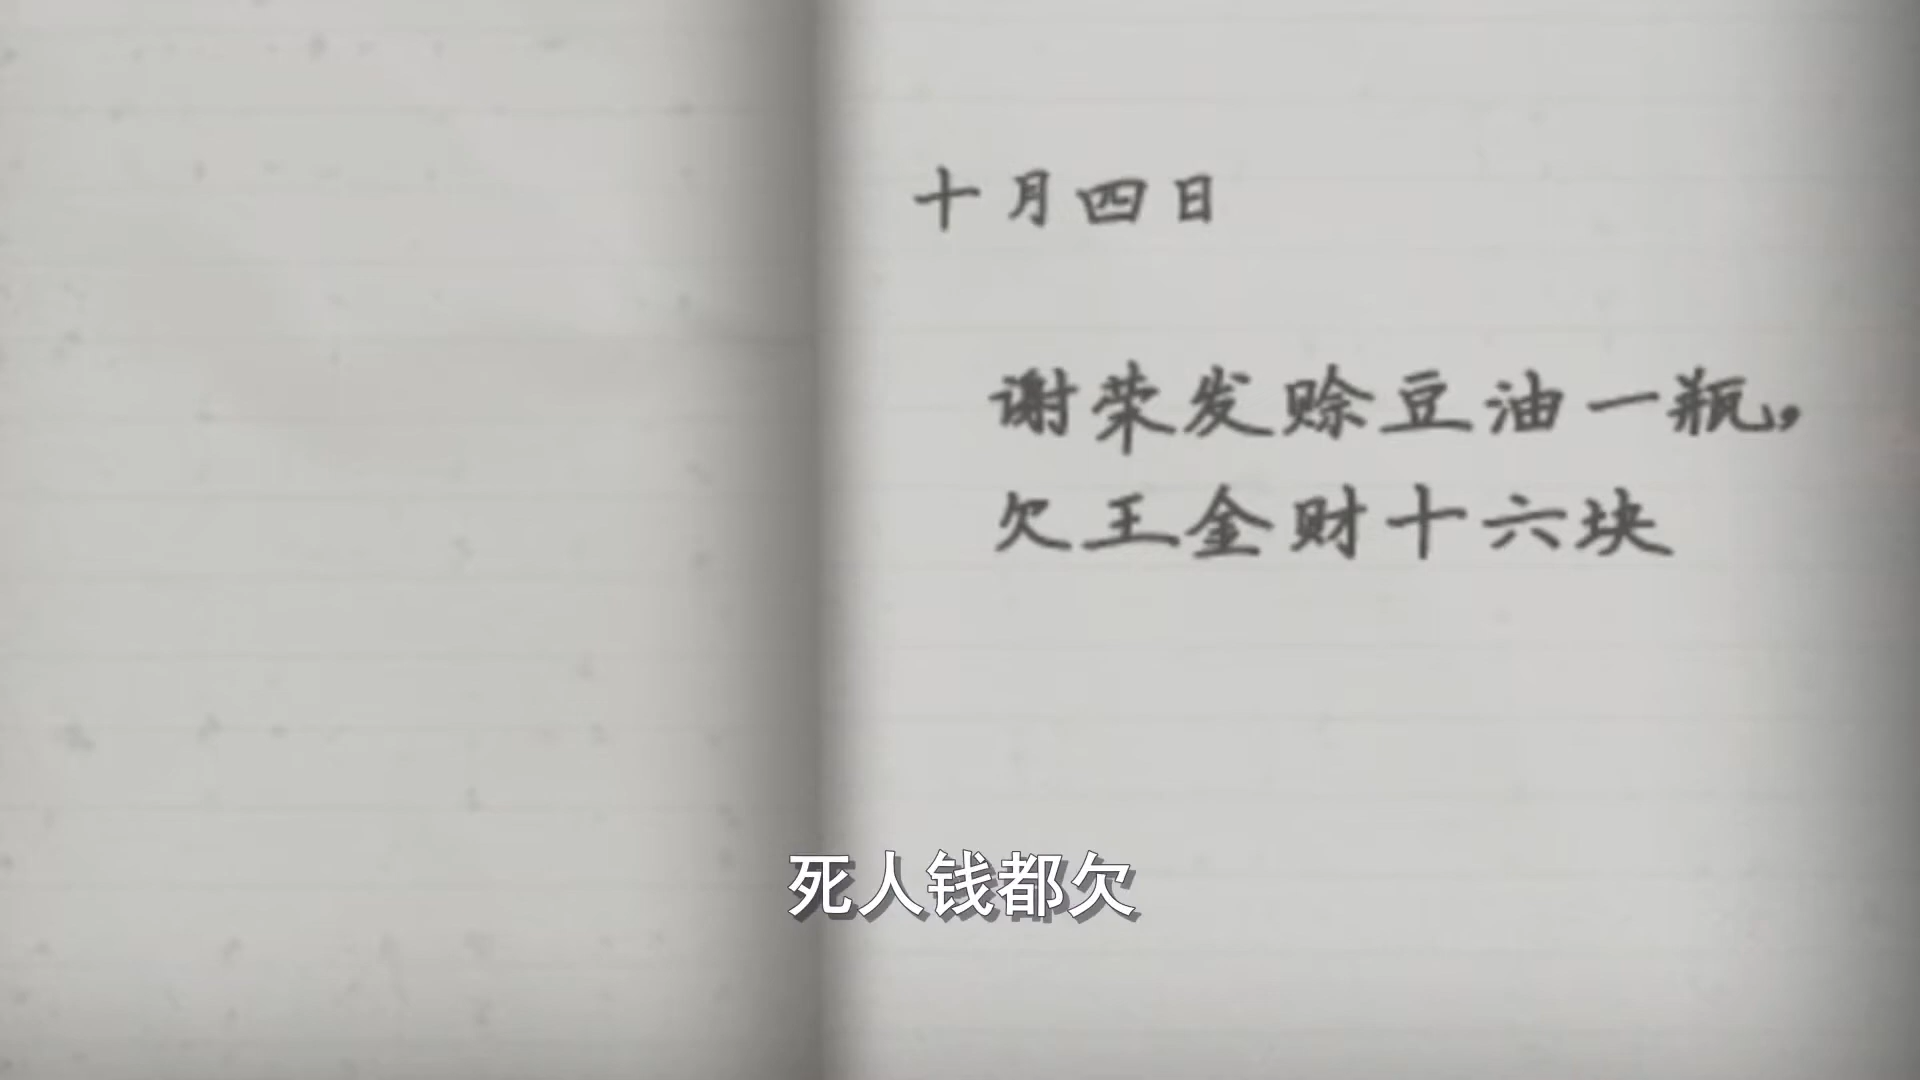 十月四日
谢荣发赊豆油一瓶，
欠王金财十六块
死人钱都欠